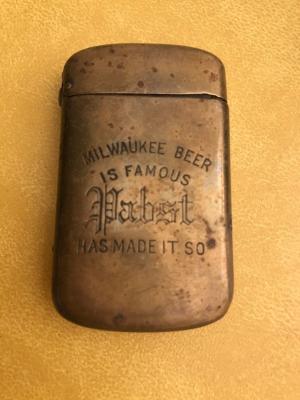 MILWAUKEE BEER
IS FAMOUS
Pabst
HAS MADE IT SO